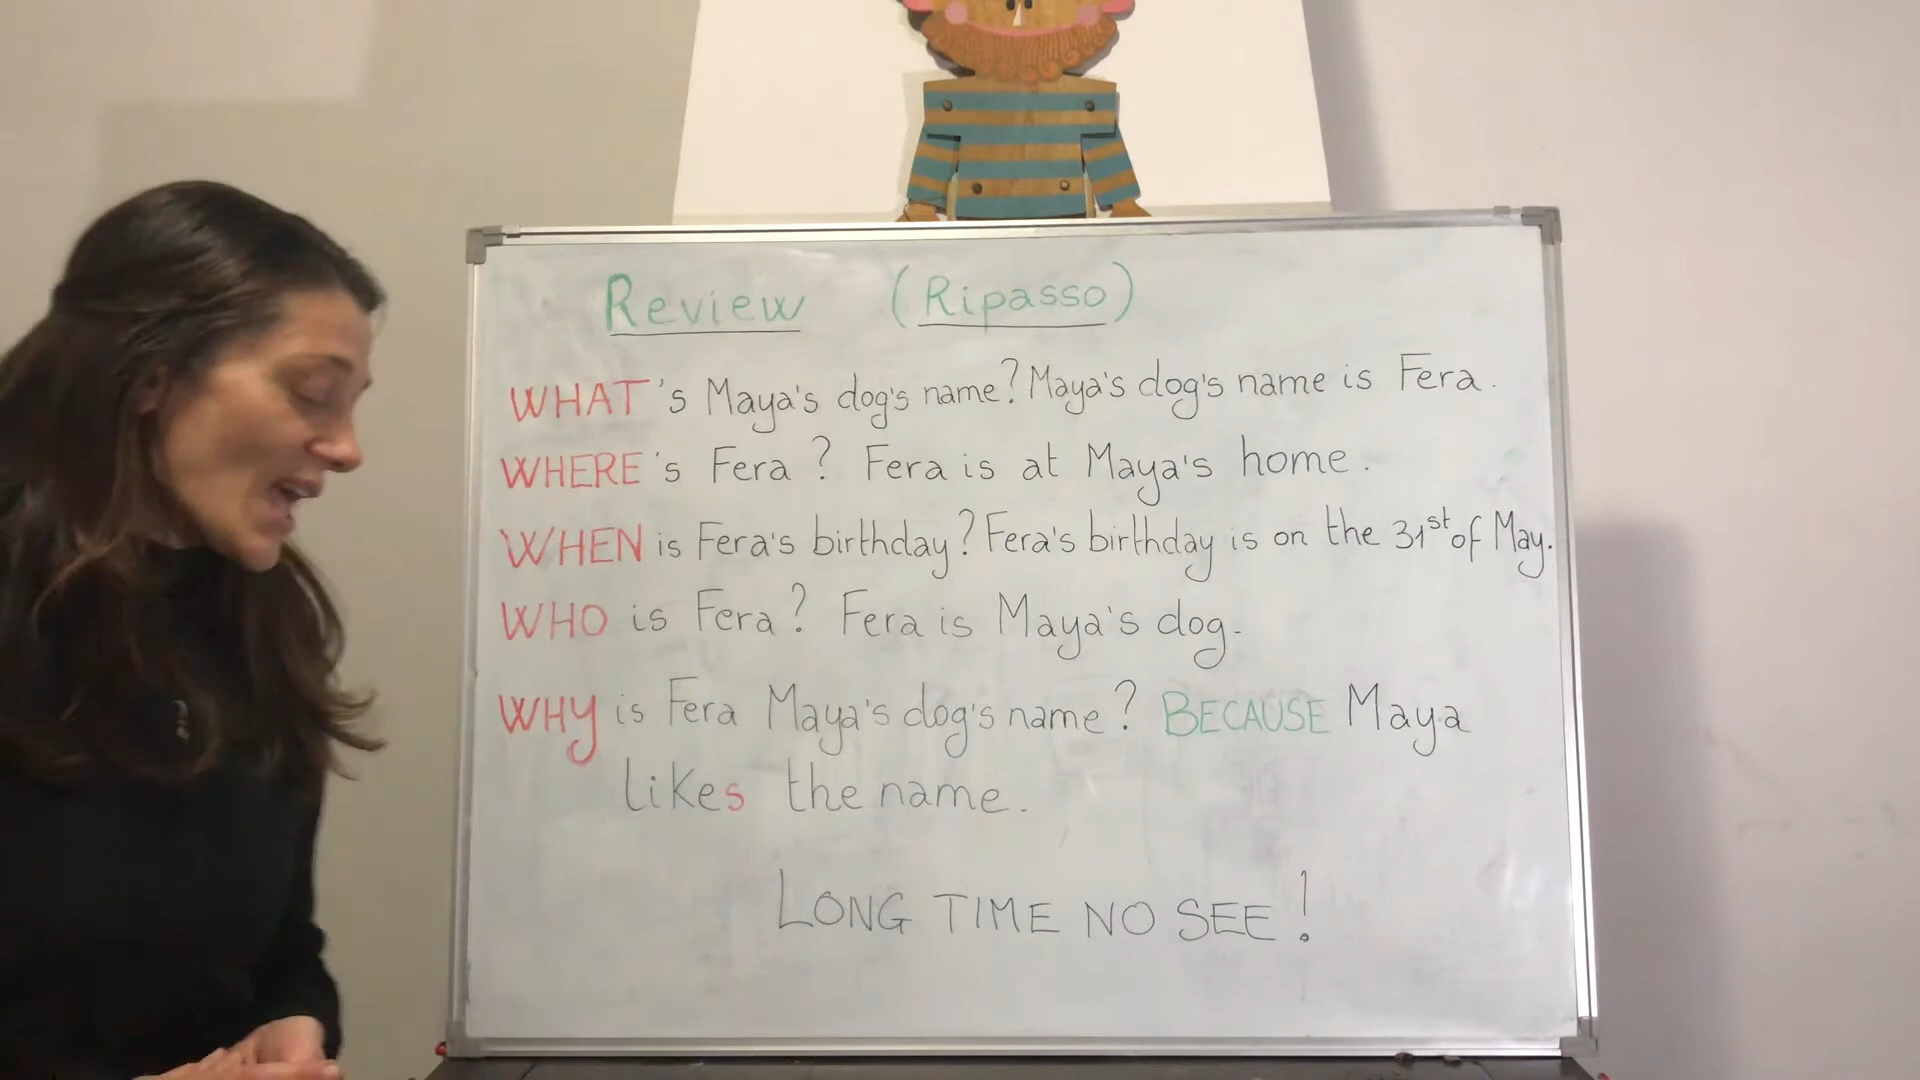 Review (Ripasso)
WHAT's Maya's dog's name? Maya's dog's name is Fera.
WHERE's Fera? Fera is at Maya's home.
WHEN is Fera's birthday? Fera's birthday is on the 31st of May.
WHO is Fera? Fera is Maya's dog.
WHY is Fera Maya's dog's name? BECAUSE Maya
likes the name.
LONG TIME NO SEE!